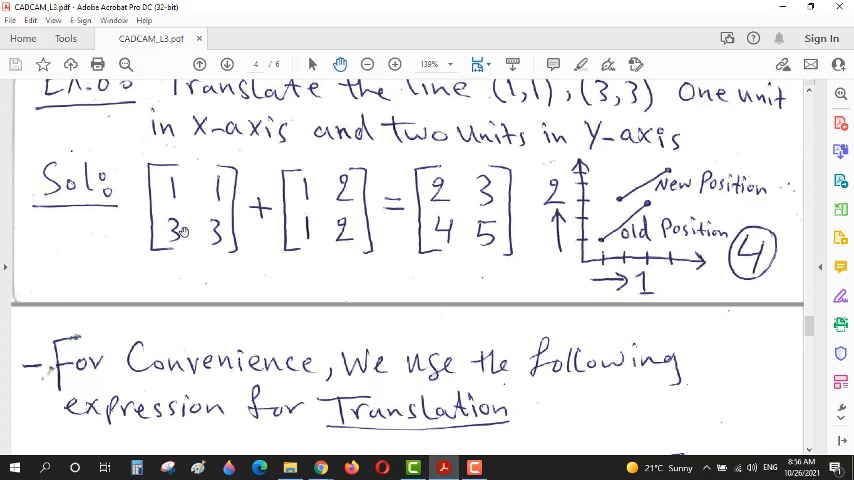 CADCAM_L3.pdf - Adobe Acrobat Pro DC (32-bit)
File Edit View E-Sign Window Help
Home Tools CADCAM_L3.pdf × Sign In
4 / 6 139%
Translate the line (1,1), (3,3) One unit
in X-axis and two Units in Y-axis
Sol:
1 1
3 3
+
1 2
1 2
=
2 3
4 5
2
New Position
old Position
1
4
- For Convenience, We use the following
expression for Translation
21°C Sunny ENG 8:56 AM
10/26/2021
1